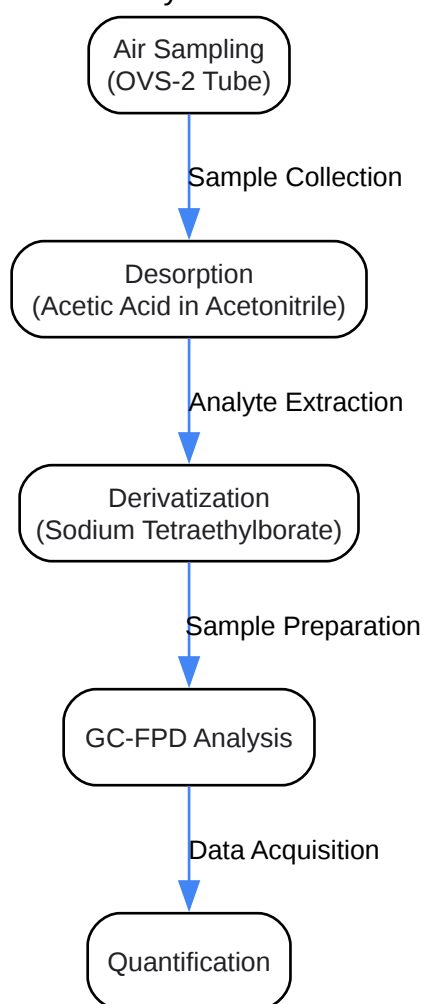 Air Sampling
(OVS-2 Tube)
Sample Collection
Desorption
(Acetic Acid in Acetonitrile)
Analyte Extraction
Derivatization
(Sodium Tetraethylborate)
Sample Preparation
GC-FPD Analysis
Data Acquisition
Quantification